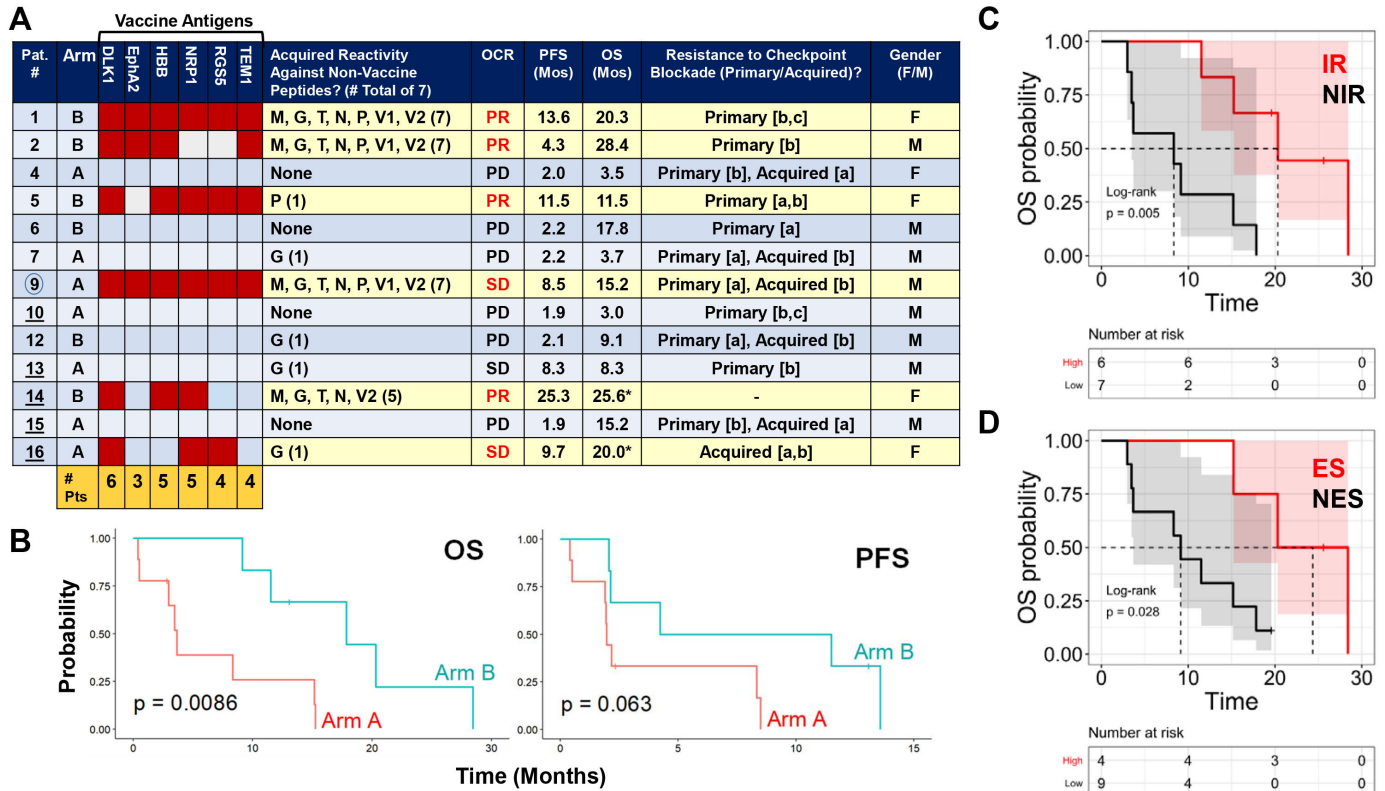 A
Vaccine Antigens
Pat. # Arm DLK1 EphA2 HBB NRP1 RGS5 TEM1 Acquired Reactivity Against Non-Vaccine Peptides? (# Total of 7) OCR PFS (Mos) OS (Mos) Resistance to Checkpoint Blockade (Primary/Acquired)? Gender (F/M)
1 B M, G, T, N, P, V1, V2 (7) PR 13.6 20.3 Primary [b,c] F
2 B M, G, T, N, P, V1, V2 (7) PR 4.3 28.4 Primary [b] M
4 A None PD 2.0 3.5 Primary [b], Acquired [a] F
5 B P (1) PR 11.5 11.5 Primary [a,b] F
6 B None PD 2.2 17.8 Primary [a] M
7 A G (1) PD 2.2 3.7 Primary [a], Acquired [b] M
9 A M, G, T, N, P, V1, V2 (7) SD 8.5 15.2 Primary [a], Acquired [b] M
10 A None PD 1.9 3.0 Primary [b,c] M
12 B G (1) PD 2.1 9.1 Primary [a], Acquired [b] M
13 A G (1) SD 8.3 8.3 Primary [b] M
14 B M, G, T, N, V2 (5) PR 25.3 25.6* - F
15 A None PD 1.9 15.2 Primary [b], Acquired [a] M
16 A G (1) SD 9.7 20.0* Acquired [a,b] F
# Pts 6 3 5 5 4 4
B
Probability
1.00
0.75
0.50
0.25
0.00
OS
Arm B
p = 0.0086
Arm A
0 10 20 30
1.00
0.75
0.50
0.25
0.00
PFS
Arm B
p = 0.063
Arm A
0 5 10 15
Time (Months)
C
OS probability
1.00
0.75
0.50
0.25
0.00
IR
NIR
Log-rank
p = 0.005
0 10 20 30
Time
Number at risk
High 6 6 3 0
Low 7 2 0 0
D
OS probability
1.00
0.75
0.50
0.25
0.00
ES
NES
Log-rank
p = 0.028
0 10 20 30
Time
Number at risk
High 4 4 3 0
Low 9 4 0 0